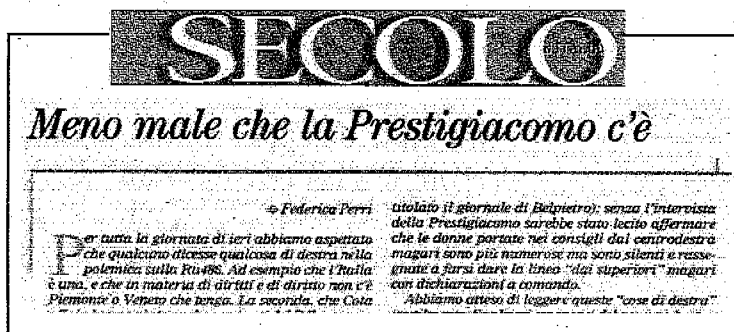 SECOLO
Meno male che la Prestigiacomo c'è
Federica Perri
Per tutta la giornata di ieri abbiamo aspettato
che qualcuno dicesse qualcosa di destra nella
polemica sulla Ru486. Ad esempio che l'Italia
è una, e che in materia di diritti e di diritto non c'è
Piemonte o Veneto che tenga. La seconda, che Cota
titolato il giornale di Belpietro): senza l'intervista
della Prestigiacomo sarebbe stato lecito affermare
che le donne portate nei consigli dal centrodestra
magari sono più numerose ma sono silenti e rasse-
gnate a farsi dare la linea "dai superiori" magari
con dichiarazioni a comando.
Abbiamo atteso di leggere queste "cose di destra"